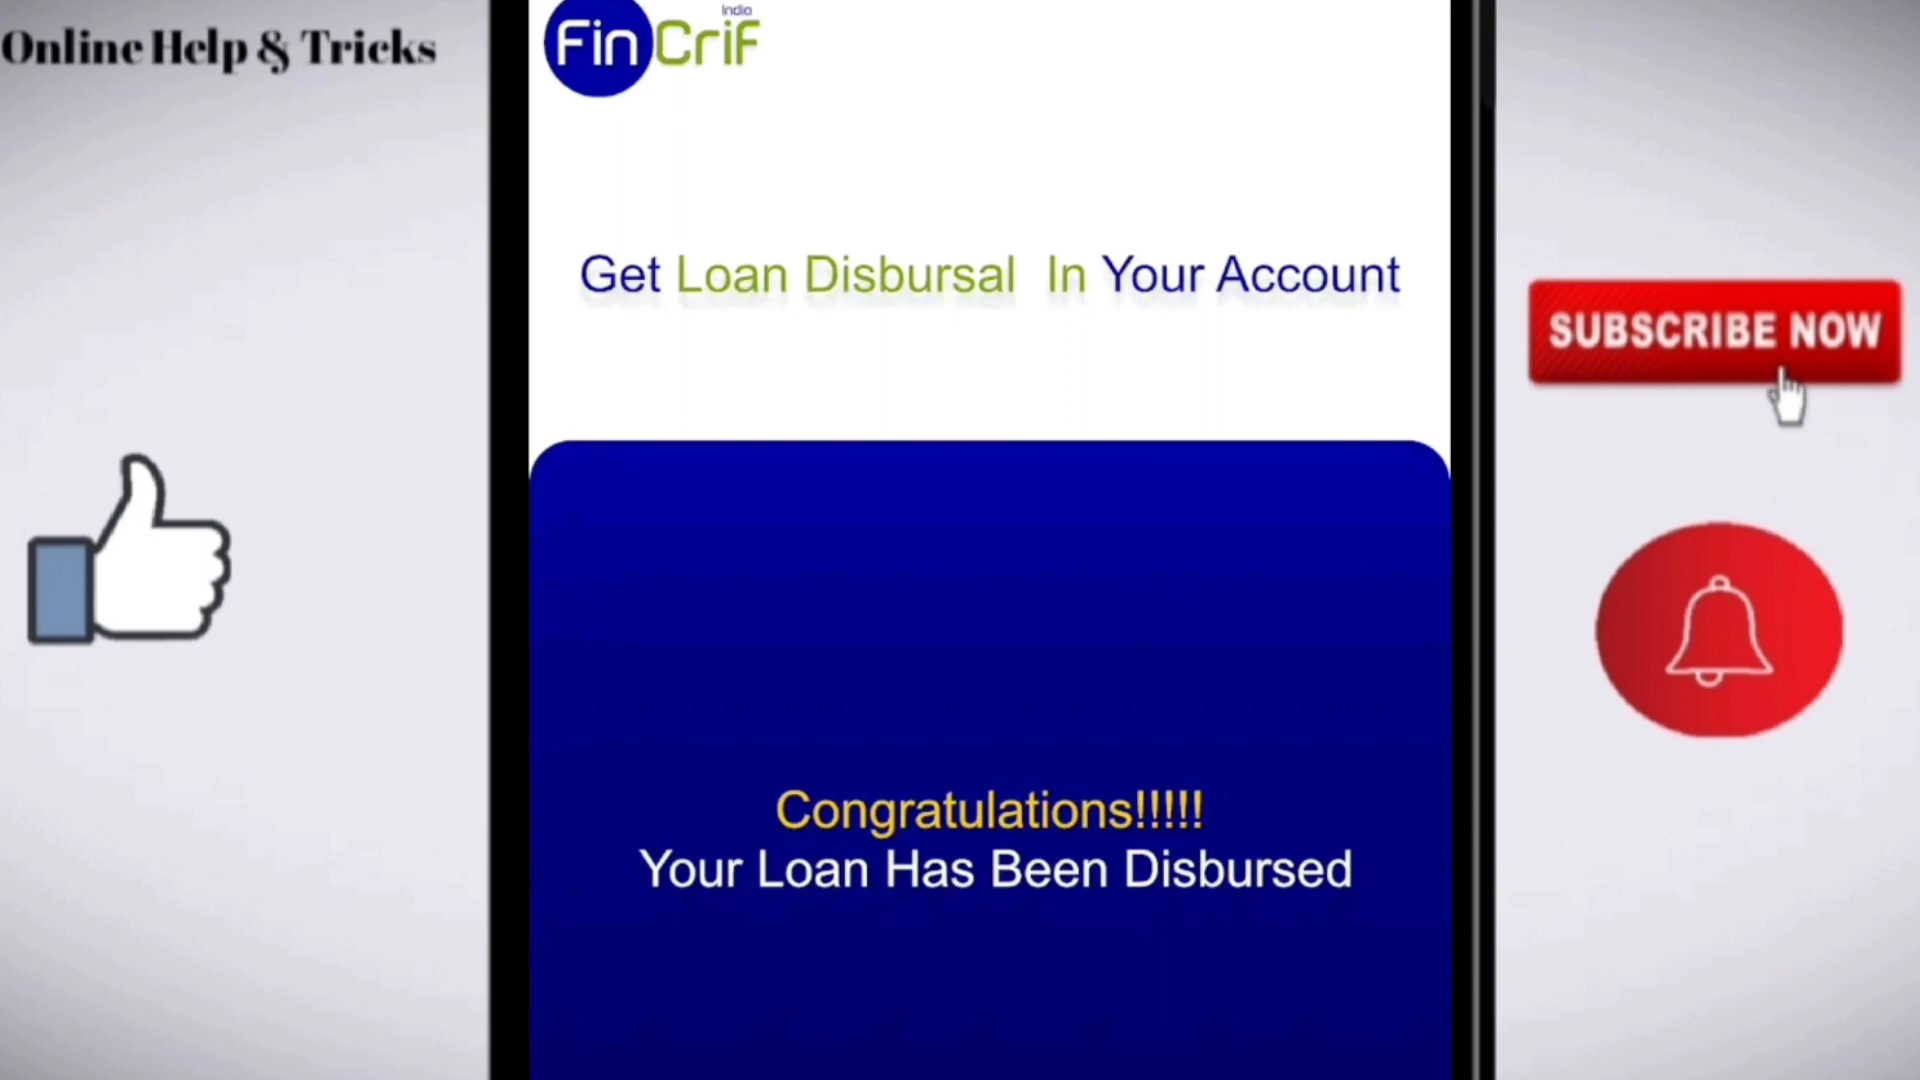 Online Help & Tricks
India
FinCrif
Get Loan Disbursal In Your Account
SUBSCRIBE NOW
Congratulations!!!!!
Your Loan Has Been Disbursed